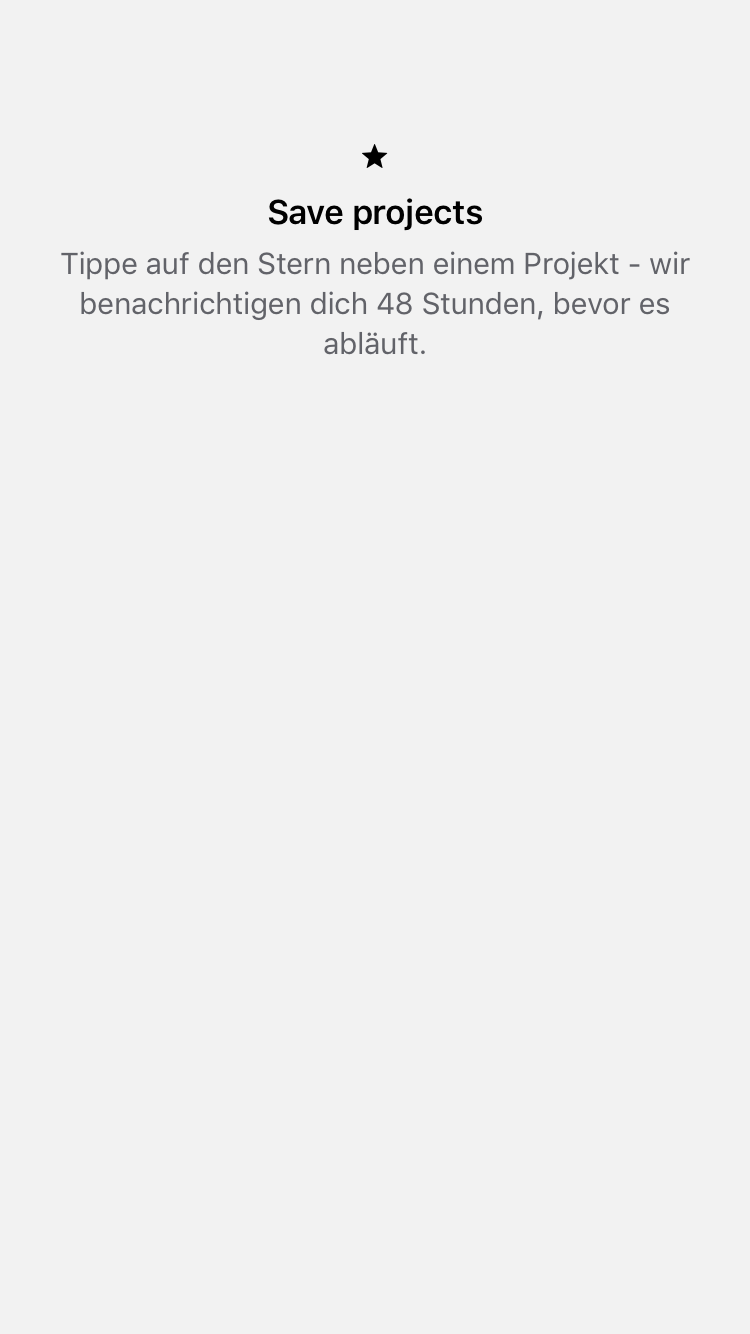 Save projects
Tippe auf den Stern neben einem Projekt - wir
benachrichtigen dich 48 Stunden, bevor es
abläuft.